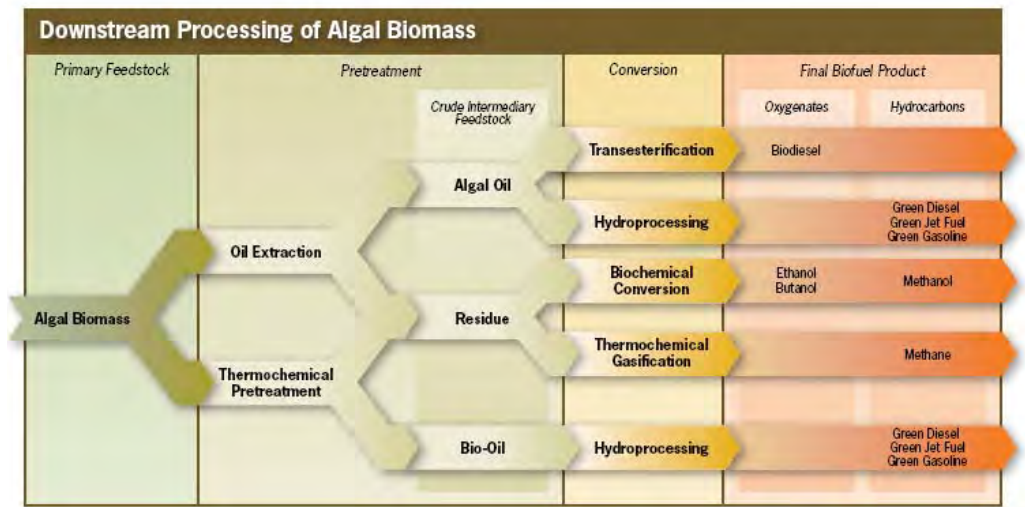 Downstream Processing of Algal Biomass
Primary Feedstock
Pretreatment
Conversion
Final Biofuel Product
Crude Intermediary
Feedstock
Oxygenates
Hydrocarbons
Transesterification
Biodiesel
Algal Oil
Hydroprocessing
Green Diesel
Green Jet Fuel
Green Gasoline
Oil Extraction
Biochemical
Conversion
Ethanol
Butanol
Methanol
Algal Biomass
Residue
Thermochemical
Gasification
Methane
Thermochemical
Pretreatment
Bio-Oil
Hydroprocessing
Green Diesel
Green Jet Fuel
Green Gasoline